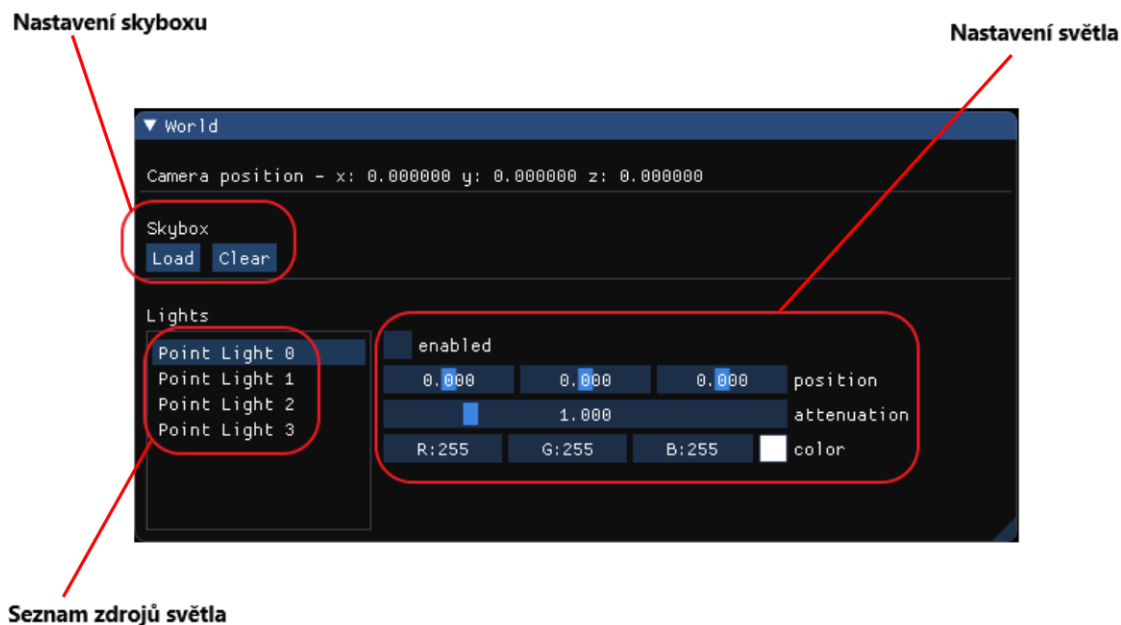 Nastavení skyboxu
Nastavení světla
World
Camera position - x: 0.000000 y: 0.000000 z: 0.000000
Skybox
Load Clear
Lights
Point Light 0
Point Light 1
Point Light 2
Point Light 3
enabled
0.000 0.000 0.000 position
1.000 attenuation
R:255 G:255 B:255 color
Seznam zdrojů světla